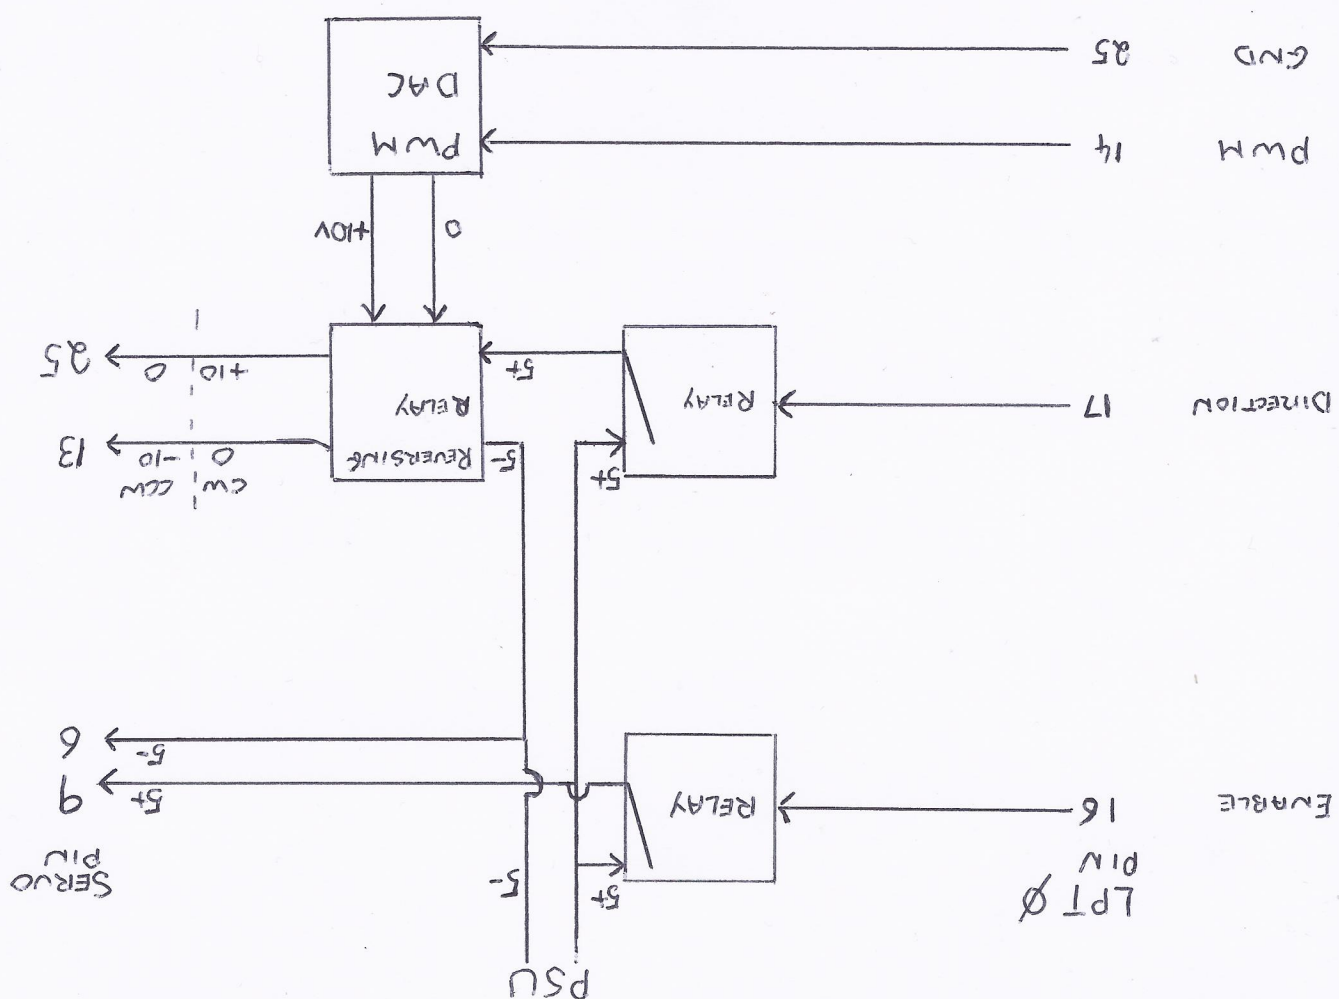 PSU
LPT Ø
PIN
SERVO
PIN
+5
-5
ENABLE 16 RELAY +5 9
-5 6
CW CCW
+5 -5 REVERSING 0 -10 13
DIRECTION 17 RELAY RELAY
+5 +10 0 25
0 +10V
PWM 14 PWM
DAC
GND 25